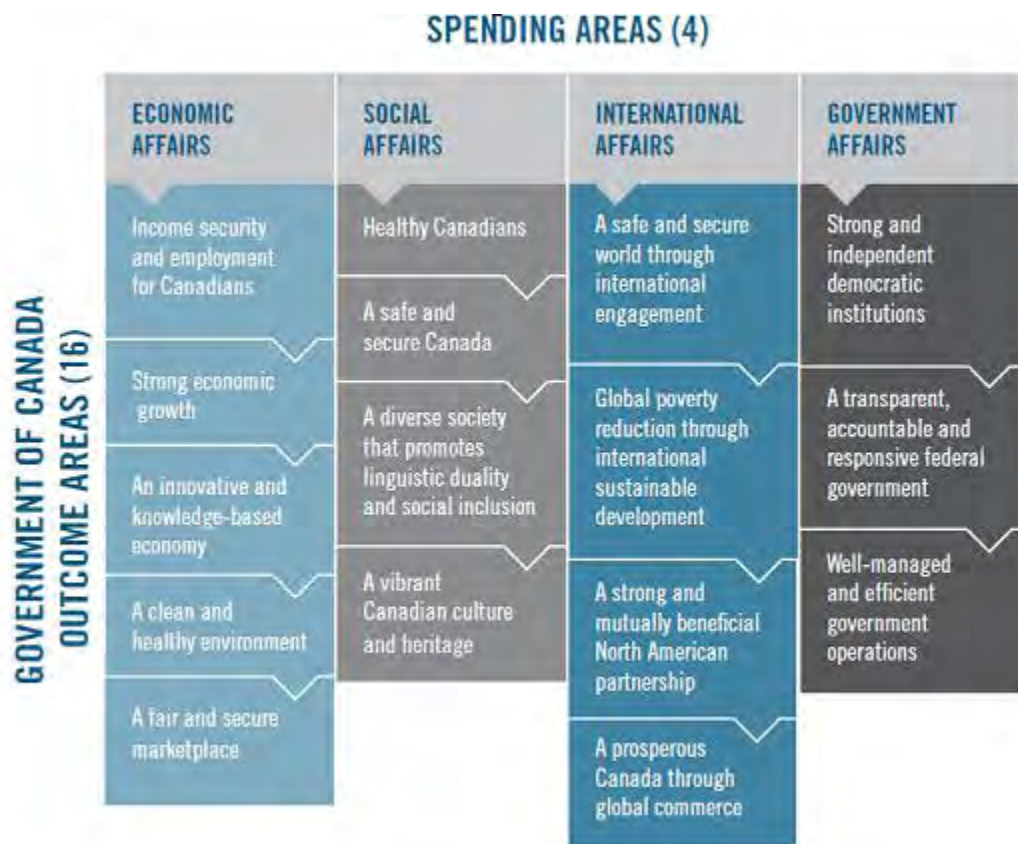 SPENDING AREAS (4)
GOVERNMENT OF CANADA
OUTCOME AREAS (16)
ECONOMIC
AFFAIRS
Income security
and employment
for Canadians
Strong economic
growth
An innovative and
knowledge-based
economy
A clean and
healthy environment
A fair and secure
marketplace
SOCIAL
AFFAIRS
Healthy Canadians
A safe and
secure Canada
A diverse society
that promotes
linguistic duality
and social inclusion
A vibrant
Canadian culture
and heritage
INTERNATIONAL
AFFAIRS
A safe and secure
world through
international
engagement
Global poverty
reduction through
international
sustainable
development
A strong and
mutually beneficial
North American
partnership
A prosperous
Canada through
global commerce
GOVERNMENT
AFFAIRS
Strong and
independent
democratic
institutions
A transparent,
accountable and
responsive federal
government
Well-managed
and efficient
government
operations